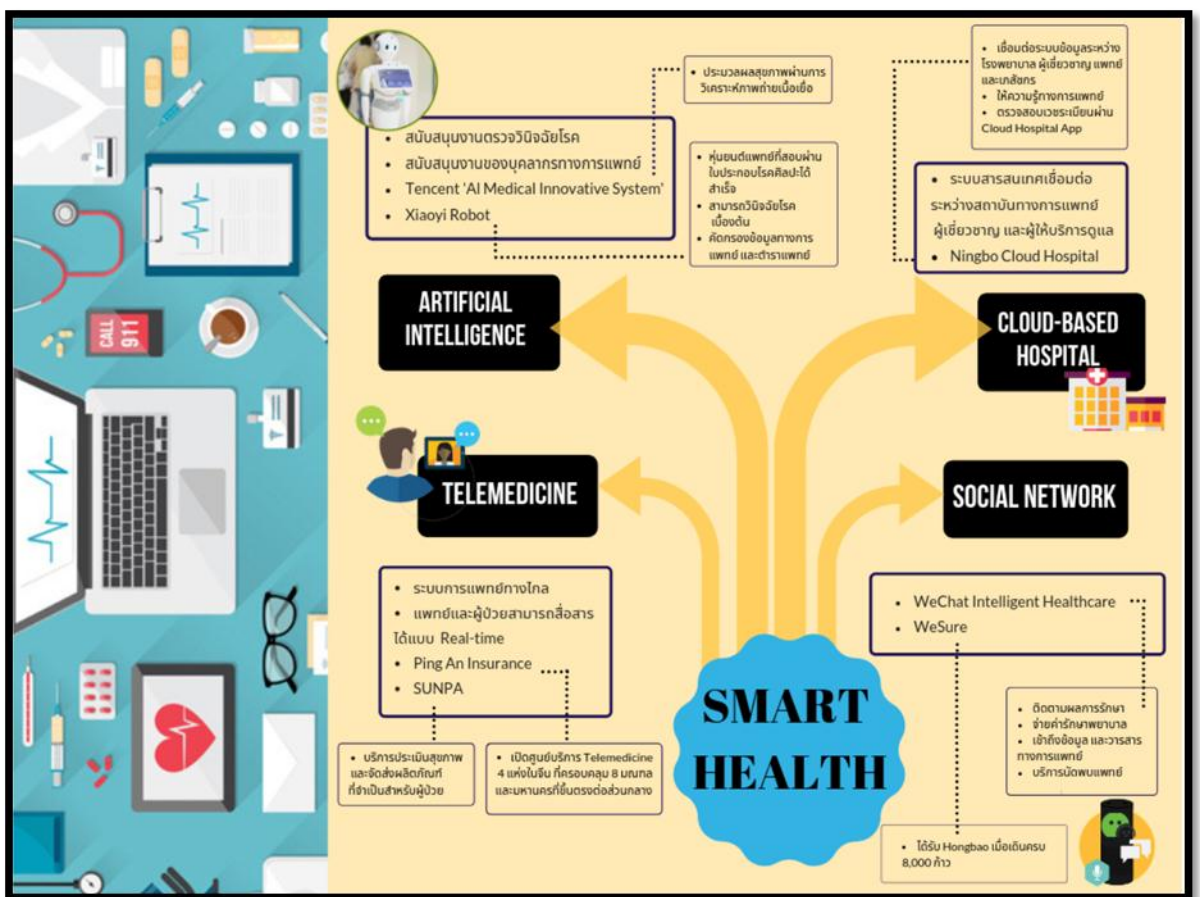 • ประมวลผลสุขภาพผ่านการ
วิเคราะห์ภาพถ่ายเนื้อเยื่อ
• สนับสนุนงานตรวจวินิจฉัยโรค
• สนับสนุนงานของบุคลากรทางการแพทย์
• Tencent 'AI Medical Innovative System'
• Xiaoyi Robot
• หุ่นยนต์แพทย์ที่สอบผ่าน
ใบประกอบโรคศิลปะได้
สำเร็จ
• สามารถวินิจฉัยโรค
เบื้องต้น
• คัดกรองข้อมูลทางการ
แพทย์ และตำราแพทย์
ARTIFICIAL
INTELLIGENCE
• เชื่อมต่อระบบข้อมูลระหว่าง
โรงพยาบาล ผู้เชี่ยวชาญ แพทย์
และเภสัชกร
• ให้ความรู้ทางการแพทย์
• ตรวจสอบเวชระเบียนผ่าน
Cloud Hospital App
• ระบบสารสนเทศเชื่อมต่อ
ระหว่างสถาบันทางการแพทย์
ผู้เชี่ยวชาญ และผู้ให้บริการดูแล
• Ningbo Cloud Hospital
CLOUD-BASED
HOSPITAL
CALL
911
TELEMEDICINE
• ระบบการแพทย์ทางไกล
• แพทย์และผู้ป่วยสามารถสื่อสาร
ได้แบบ Real-time
• Ping An Insurance
• SUNPA
• บริการประเมินสุขภาพ
และจัดส่งผลิตภัณฑ์
ที่จำเป็นสำหรับผู้ป่วย
• เปิดศูนย์บริการ Telemedicine
4 แห่งในจีน ที่ครอบคลุม 8 มณฑล
และมหานครที่ขึ้นตรงต่อส่วนกลาง
SOCIAL NETWORK
• WeChat Intelligent Healthcare
• WeSure
• ติดตามผลการรักษา
• จ่ายค่ารักษาพยาบาล
• เข้าถึงข้อมูล และวารสาร
ทางการแพทย์
• บริการนัดพบแพทย์
• ได้รับ Hongbao เมื่อเดินครบ
8,000 ก้าว
SMART
HEALTH